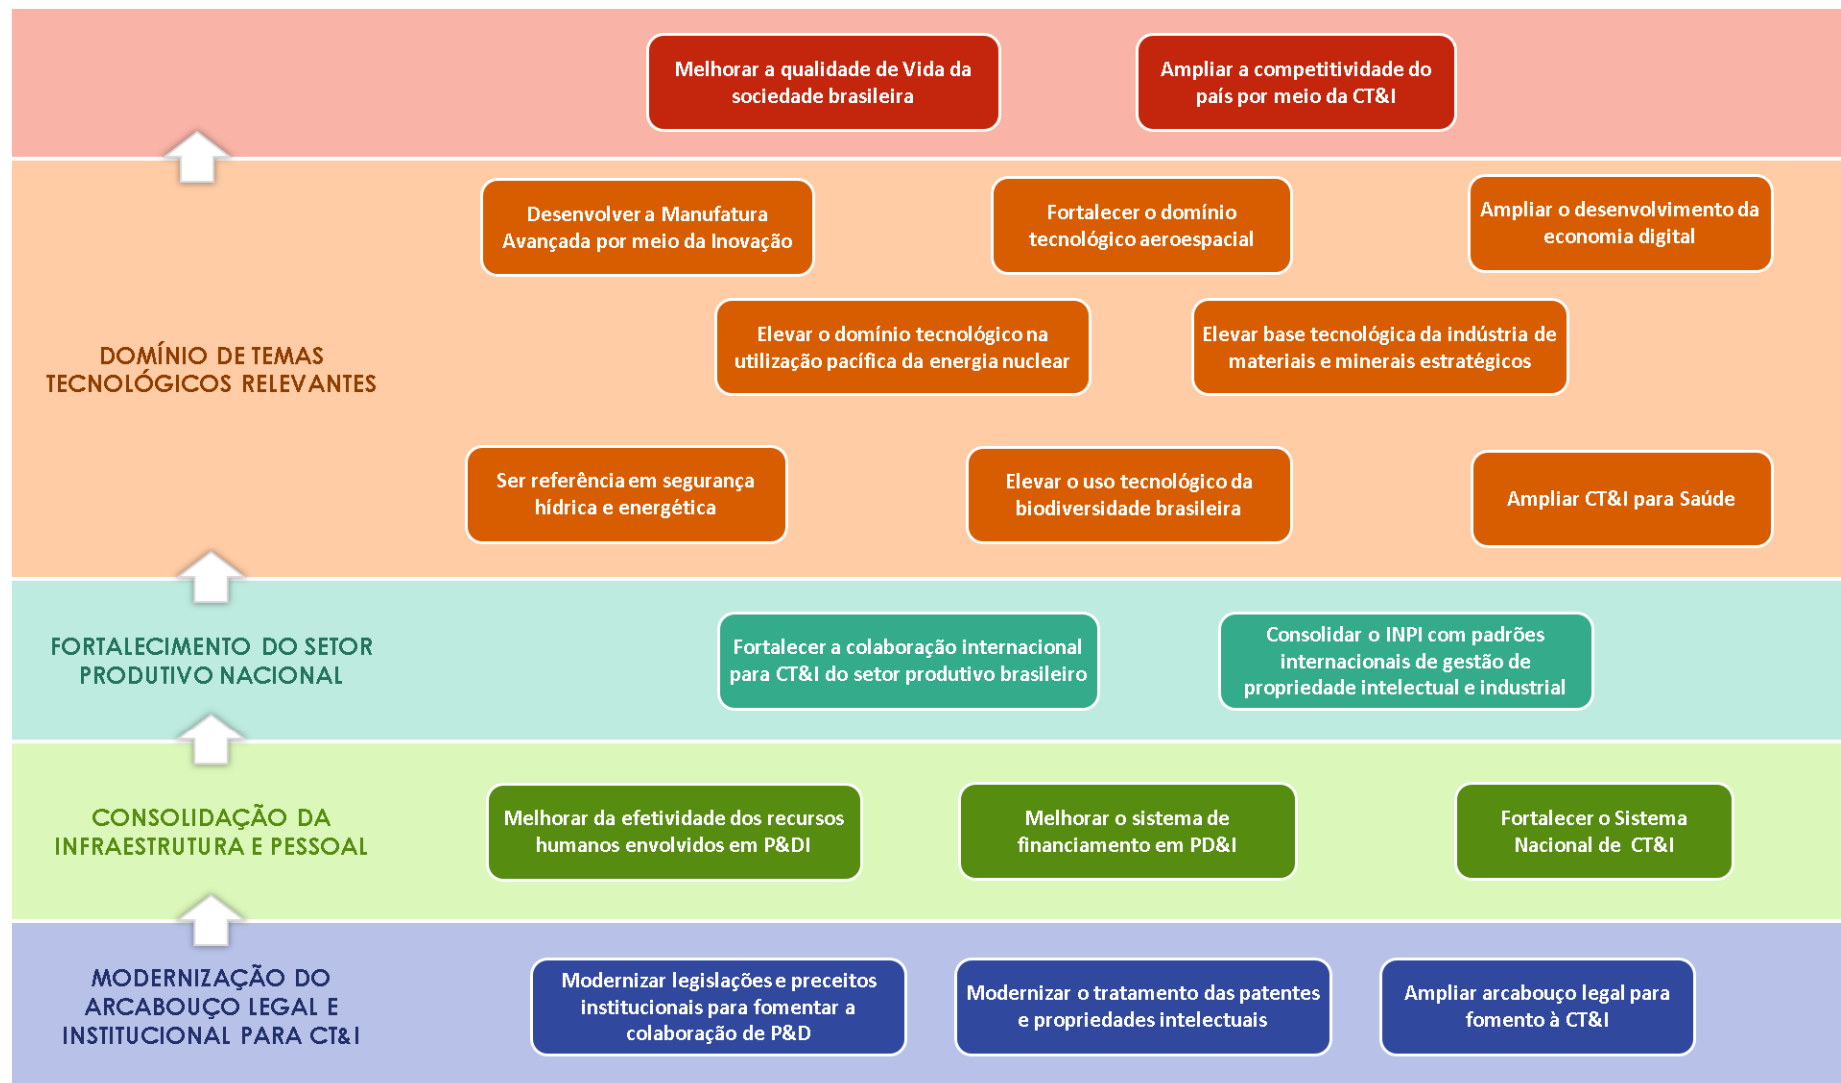 Melhorar a qualidade de Vida da
sociedade brasileira
Ampliar a competitividade do
país por meio da CT&I
DOMÍNIO DE TEMAS
TECNOLÓGICOS RELEVANTES
Desenvolver a Manufatura
Avançada por meio da Inovação
Fortalecer o domínio
tecnológico aeroespacial
Ampliar o desenvolvimento da
economia digital
Elevar o domínio tecnológico na
utilização pacífica da energia nuclear
Elevar base tecnológica da indústria de
materiais e minerais estratégicos
Ser referência em segurança
hídrica e energética
Elevar o uso tecnológico da
biodiversidade brasileira
Ampliar CT&I para Saúde
FORTALECIMENTO DO SETOR
PRODUTIVO NACIONAL
Fortalecer a colaboração internacional
para CT&I do setor produtivo brasileiro
Consolidar o INPI com padrões
internacionais de gestão de
propriedade intelectual e industrial
CONSOLIDAÇÃO DA
INFRAESTRUTURA E PESSOAL
Melhorar da efetividade dos recursos
humanos envolvidos em P&DI
Melhorar o sistema de
financiamento em PD&I
Fortalecer o Sistema
Nacional de CT&I
MODERNIZAÇÃO DO
ARCABOUÇO LEGAL E
INSTITUCIONAL PARA CT&I
Modernizar legislações e preceitos
institucionais para fomentar a
colaboração de P&D
Modernizar o tratamento das patentes
e propriedades intelectuais
Ampliar arcabouço legal para
fomento à CT&I